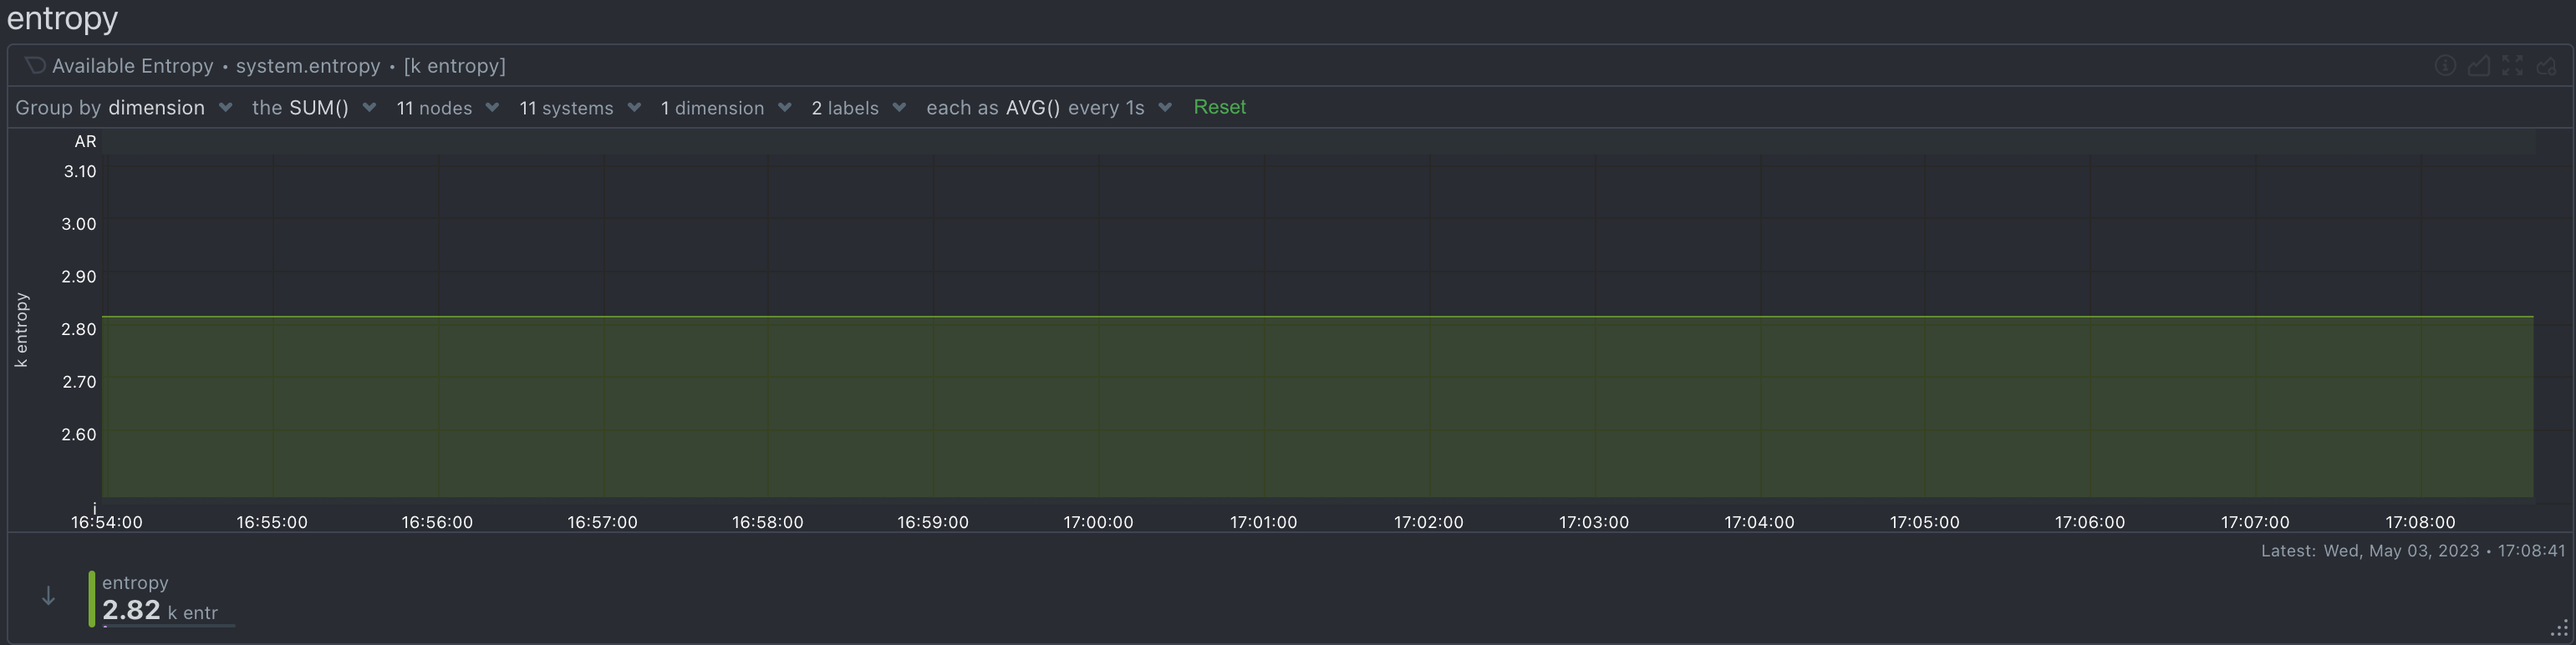 entropy
Available Entropy • system.entropy • [k entropy]
Group by dimension the SUM() 11 nodes 11 systems 1 dimension 2 labels each as AVG() every 1s Reset
AR
3.10
3.00
2.90
2.80
2.70
2.60
k entropy
i
16:54:00 16:55:00 16:56:00 16:57:00 16:58:00 16:59:00 17:00:00 17:01:00 17:02:00 17:03:00 17:04:00 17:05:00 17:06:00 17:07:00 17:08:00
Latest: Wed, May 03, 2023 • 17:08:41
entropy
2.82 k entr